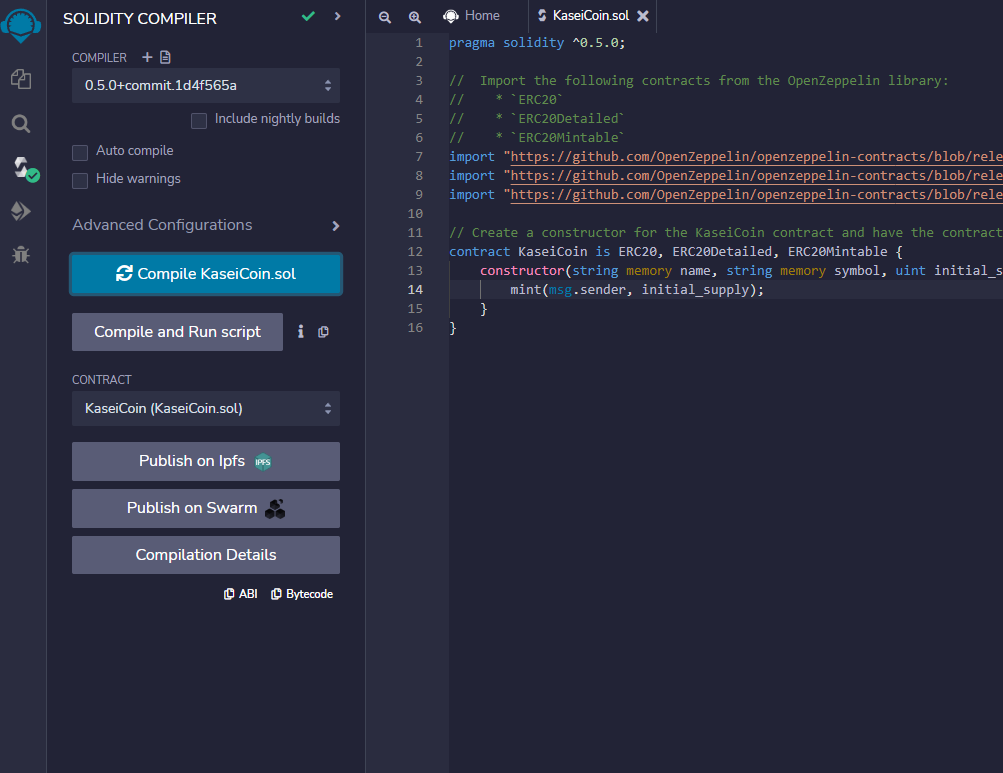 SOLIDITY COMPILER
COMPILER
0.5.0+commit.1d4f565a
Include nightly builds
Auto compile
Hide warnings
Advanced Configurations
Compile KaseiCoin.sol
Compile and Run script
CONTRACT
KaseiCoin (KaseiCoin.sol)
Publish on Ipfs IPFS
Publish on Swarm
Compilation Details
ABI Bytecode
Home KaseiCoin.sol
1 pragma solidity ^0.5.0;
2
3 //  Import the following contracts from the OpenZeppelin library:
4 //    * `ERC20`
5 //    * `ERC20Detailed`
6 //    * `ERC20Mintable`
7 import "https://github.com/OpenZeppelin/openzeppelin-contracts/blob/rele
8 import "https://github.com/OpenZeppelin/openzeppelin-contracts/blob/rele
9 import "https://github.com/OpenZeppelin/openzeppelin-contracts/blob/rele
10
11 // Create a constructor for the KaseiCoin contract and have the contract
12 contract KaseiCoin is ERC20, ERC20Detailed, ERC20Mintable {
13     constructor(string memory name, string memory symbol, uint initial_s
14         mint(msg.sender, initial_supply);
15     }
16 }